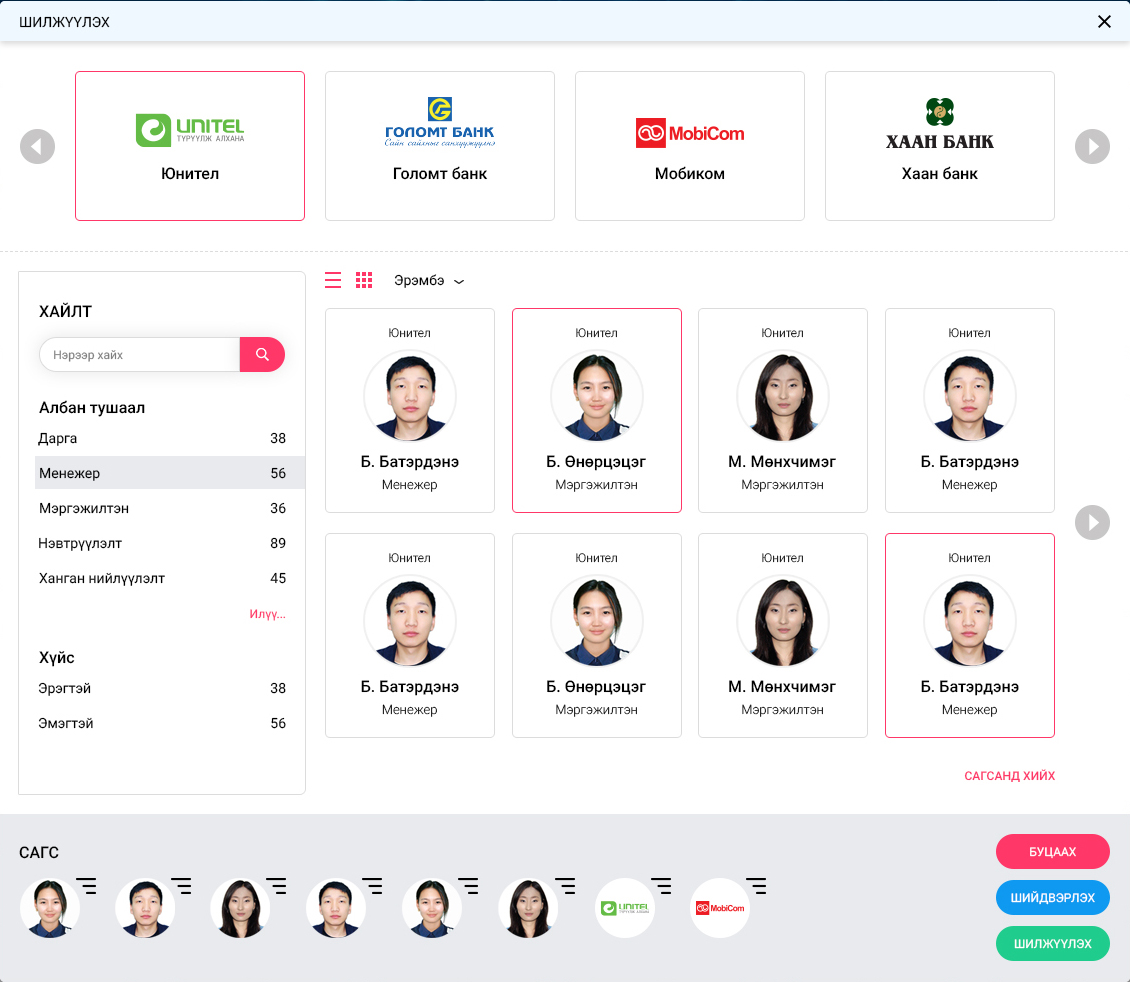 ШИЛЖҮҮЛЭХ
UNITEL
ТҮРҮҮЛЖ АЛХАНА
Юнител
ГОЛОМТ БАНК
Сайн сайхныг санхүүжүүлнэ
Голомт банк
MobiCom
Мобиком
ХААН БАНК
Хаан банк
ХАЙЛТ
Нэрээр хайх
Албан тушаал
Дарга 38
Менежер 56
Мэргэжилтэн 36
Нэвтрүүлэлт 89
Ханган нийлүүлэлт 45
Илүү...
Хүйс
Эрэгтэй 38
Эмэгтэй 56
Эрэмбэ
Юнител
Б. Батэрдэнэ
Менежер
Юнител
Б. Өнөрцэцэг
Мэргэжилтэн
Юнител
М. Мөнхчимэг
Мэргэжилтэн
Юнител
Б. Батэрдэнэ
Менежер
Юнител
Б. Батэрдэнэ
Менежер
Юнител
Б. Өнөрцэцэг
Мэргэжилтэн
Юнител
М. Мөнхчимэг
Мэргэжилтэн
Юнител
Б. Батэрдэнэ
Менежер
САГСАНД ХИЙХ
САГС
UNITEL
ТҮРҮҮЛЖ АЛХАНА
MobiCom
БУЦААХ
ШИЙДВЭРЛЭХ
ШИЛЖҮҮЛЭХ